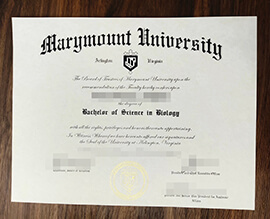 Marymount University
Arlington Virginia
The Board of Trustees of Marymount University upon the
recommendation of the Faculty hereby confers upon
the degree of
Bachelor of Science in Biology
with all the rights, privileges and honors thereunto appertaining.
In Witness Whereof we have hereunto affixed our signatures and
the Seal of the University at Arlington, Virginia